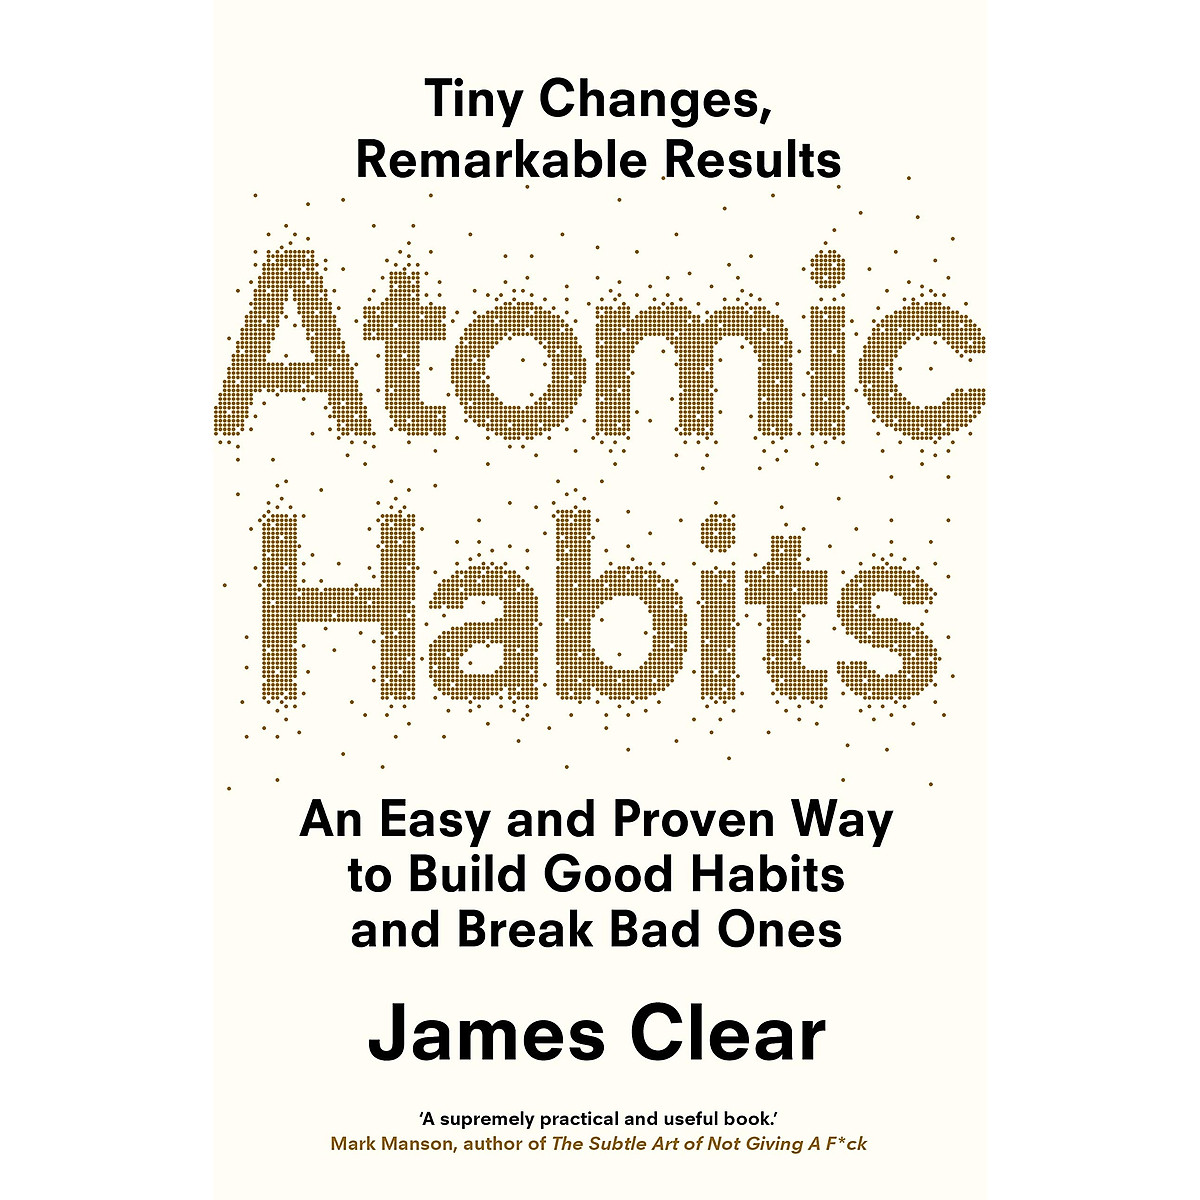 Tiny Changes,
Remarkable Results
Atomic
Habits
An Easy and Proven Way
to Build Good Habits
and Break Bad Ones
James Clear
‘A supremely practical and useful book.’
Mark Manson, author of The Subtle Art of Not Giving A F*ck